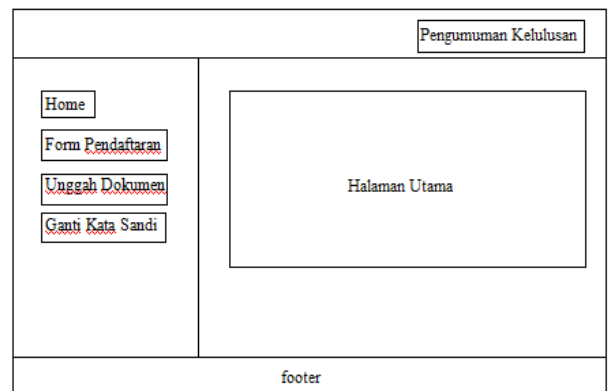 Pengumuman Kelulusan
Home
Form Pendaftaran
Unggah Dokumen
Ganti Kata Sandi
Halaman Utama
footer